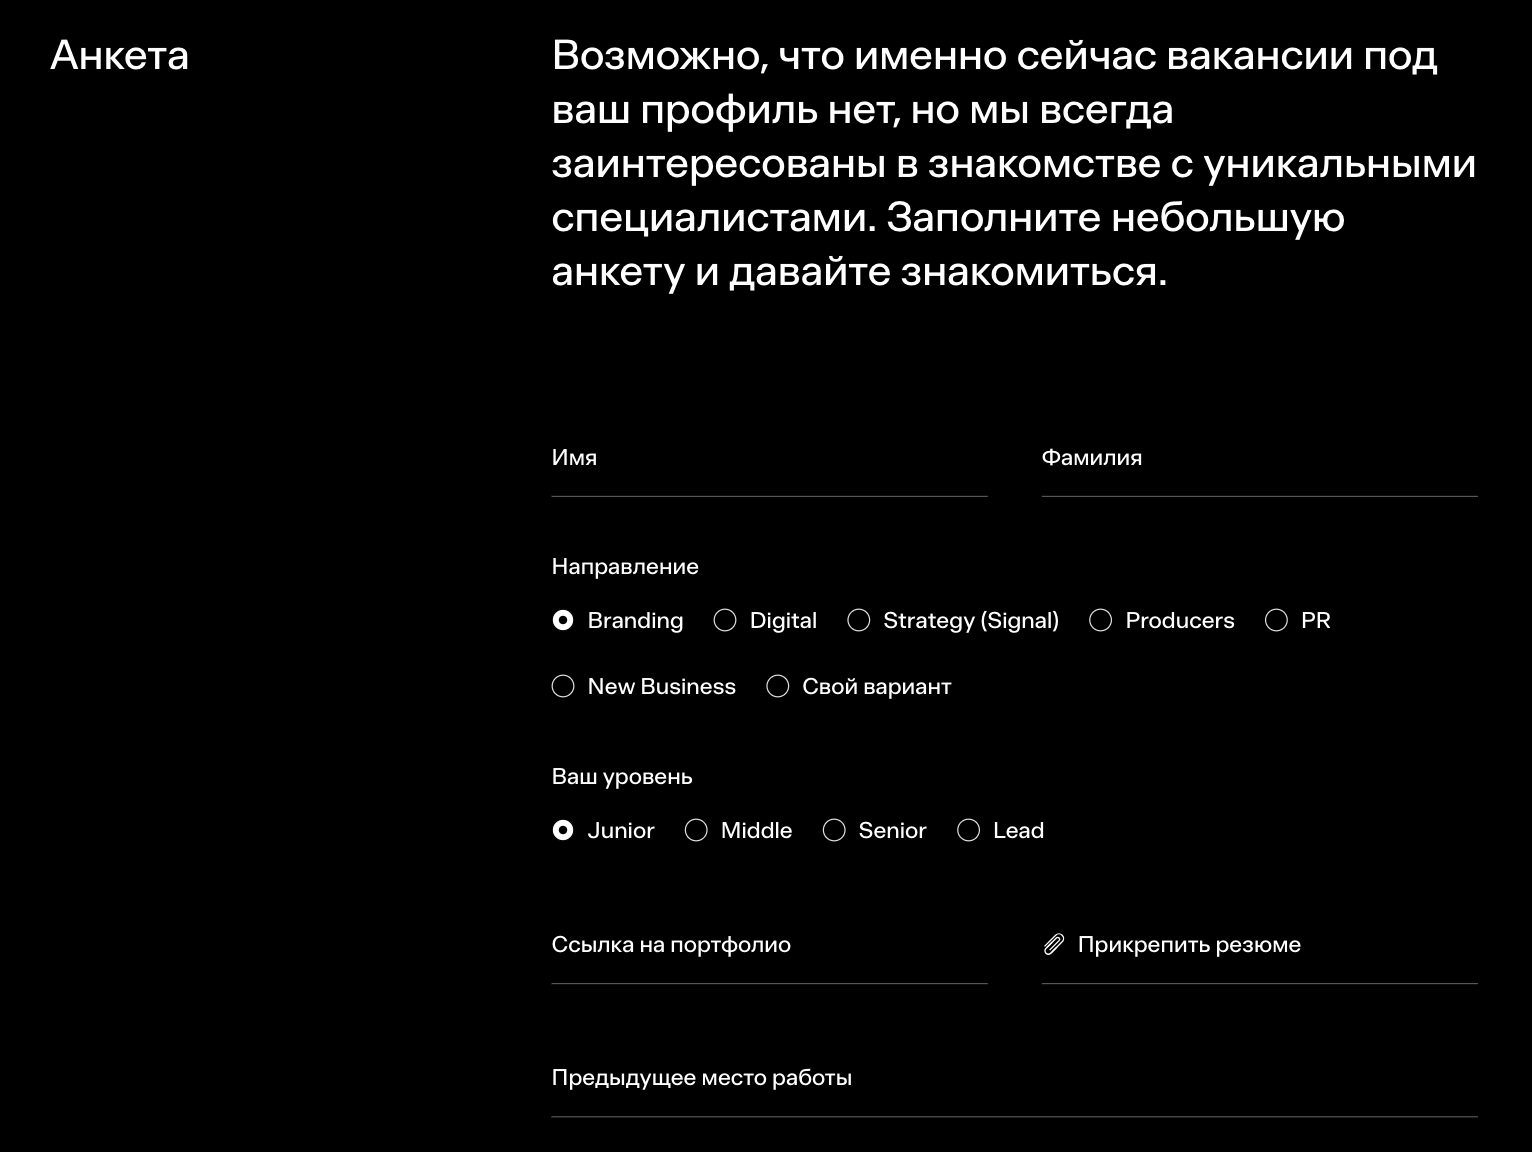 Анкета
Возможно, что именно сейчас вакансии под
ваш профиль нет, но мы всегда
заинтересованы в знакомстве с уникальными
специалистами. Заполните небольшую
анкету и давайте знакомиться.
Имя
Фамилия
Направление
Branding Digital Strategy (Signal) Producers PR
New Business Свой вариант
Ваш уровень
Junior Middle Senior Lead
Ссылка на портфолио
Прикрепить резюме
Предыдущее место работы